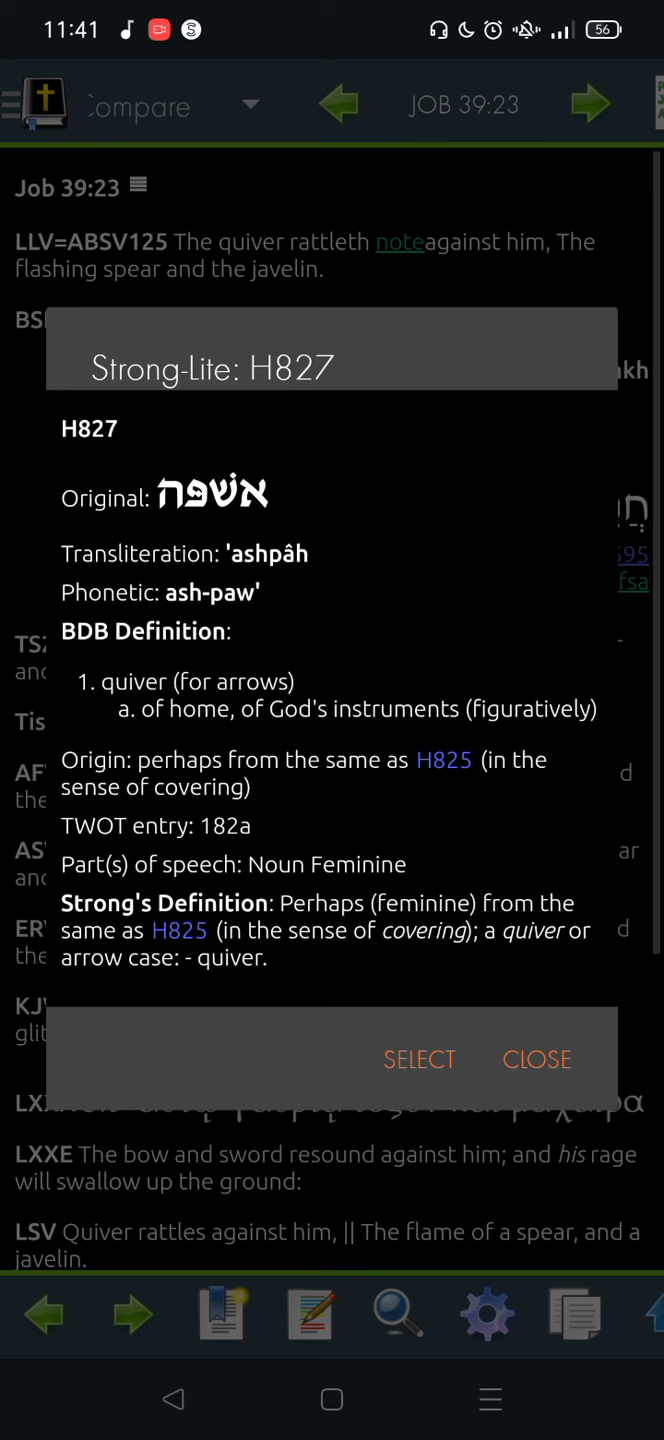 11:41
56
Compare
JOB 39:23
Job 39:23
LLV=ABSV125 The quiver rattleth noteagainst him, The
flashing spear and the javelin.
Strong-Lite: H827
H827
Original: אשׁפּה
Transliteration: 'ashpâh
Phonetic: ash-paw'
BDB Definition:
1. quiver (for arrows)
a. of home, of God's instruments (figuratively)
Origin: perhaps from the same as H825 (in the
sense of covering)
TWOT entry: 182a
Part(s) of speech: Noun Feminine
Strong's Definition: Perhaps (feminine) from the
same as H825 (in the sense of covering); a quiver or
arrow case: - quiver.
SELECT CLOSE
LXXE The bow and sword resound against him; and his rage
will swallow up the ground:
LSV Quiver rattles against him, || The flame of a spear, and a
javelin.